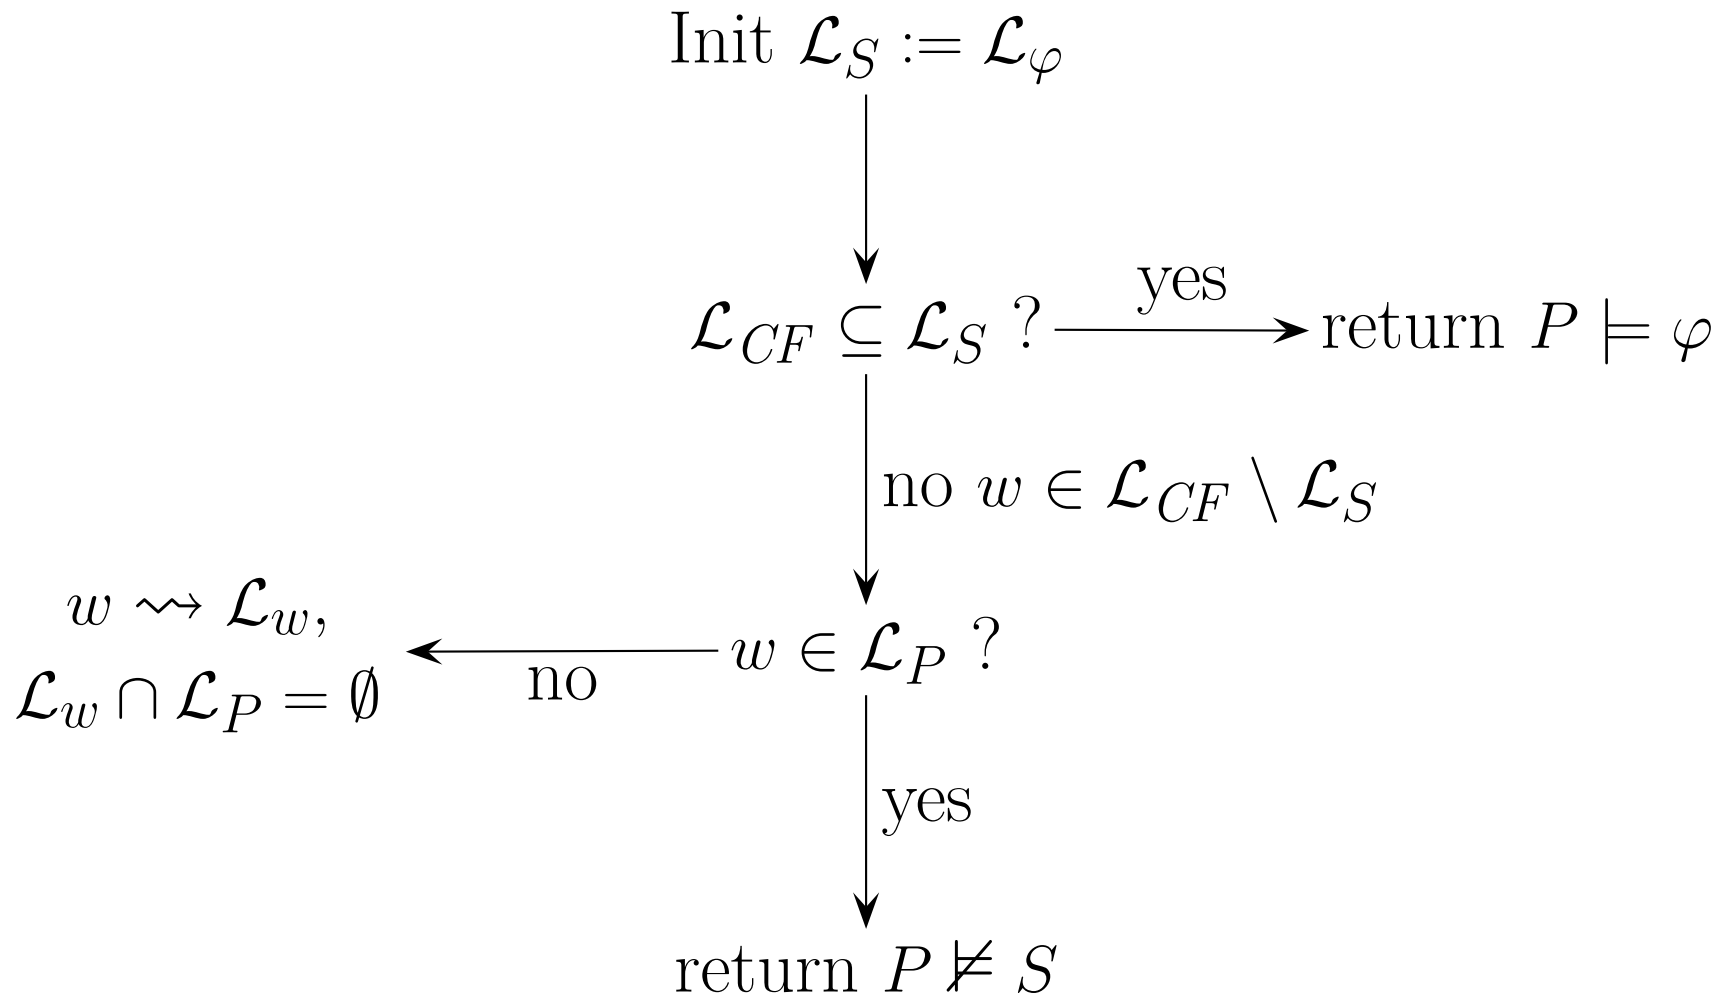 Init ℒ_S := ℒ_φ
ℒ_CF ⊆ ℒ_S ?
yes
return P ⊨ φ
no w ∈ ℒ_CF \ ℒ_S
w ⇝ ℒ_w,
ℒ_w ∩ ℒ_P = ∅
no
w ∈ ℒ_P ?
yes
return P ⊭ S